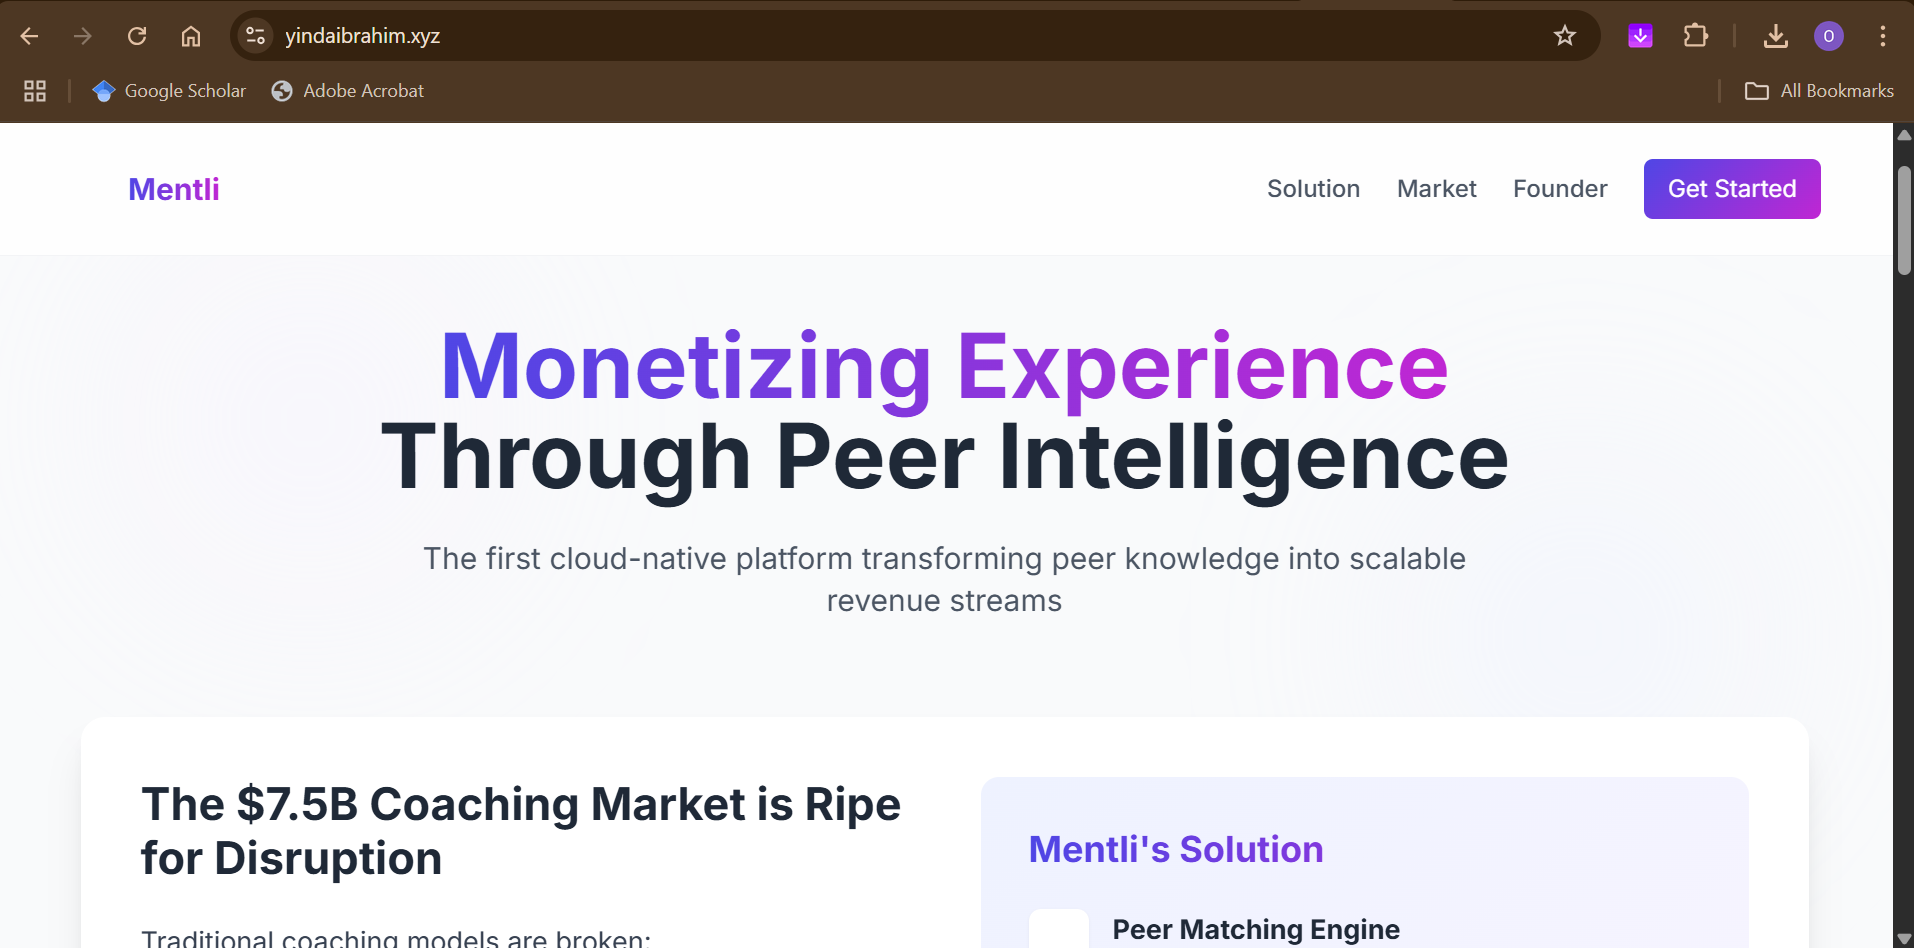 yindaibrahim.xyz
O
Google Scholar
Adobe Acrobat
All Bookmarks
Mentli
Solution
Market
Founder
Get Started
Monetizing Experience
Through Peer Intelligence
The first cloud-native platform transforming peer knowledge into scalable
revenue streams
The $7.5B Coaching Market is Ripe
for Disruption
Traditional coaching models are broken:
Mentli's Solution
Peer Matching Engine